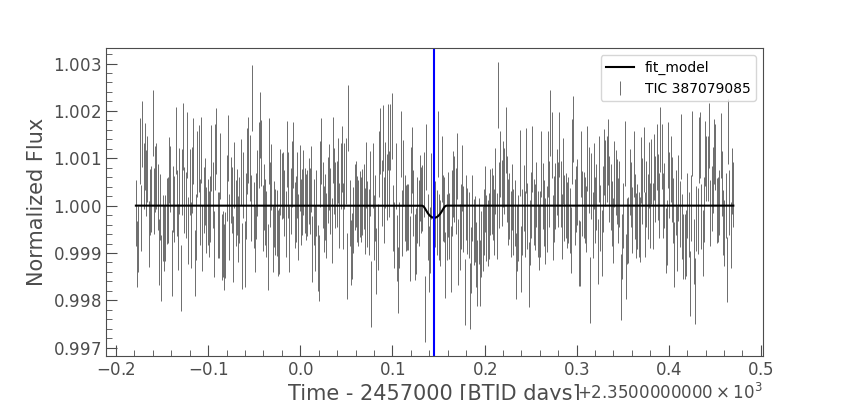 1.003
1.002
1.001
1.000
0.999
0.998
0.997
Normalized Flux
fit_model
TIC 387079085
−0.2 −0.1 0.0 0.1 0.2 0.3 0.4 0.5
Time - 2457000 [BTJD days]
+2.3500000000 × 10³